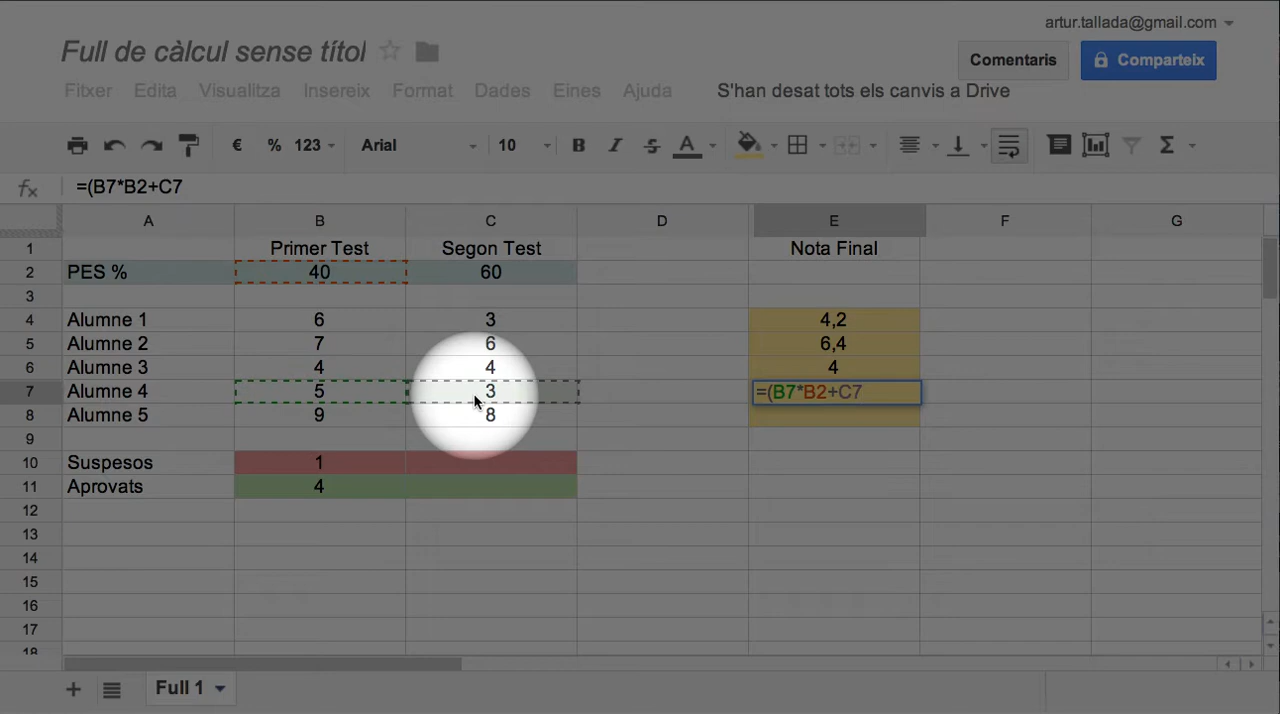 artur.tallada@gmail.com
Full de càlcul sense títol
Comentaris
Comparteix
Fitxer Edita Visualitza Insereix Format Dades Eines Ajuda S'han desat tots els canvis a Drive
€ % 123 Arial 10 B I S A Σ
fx =(B7*B2+C7
A B C D E F G
1 Primer Test Segon Test Nota Final
2 PES % 40 60
3
4 Alumne 1 6 3 4,2
5 Alumne 2 7 6 6,4
6 Alumne 3 4 4 4
7 Alumne 4 5 3 =(B7*B2+C7
8 Alumne 5 9 8
9
10 Suspesos 1
11 Aprovats 4
12
13
14
15
16
17
18
+ Full 1